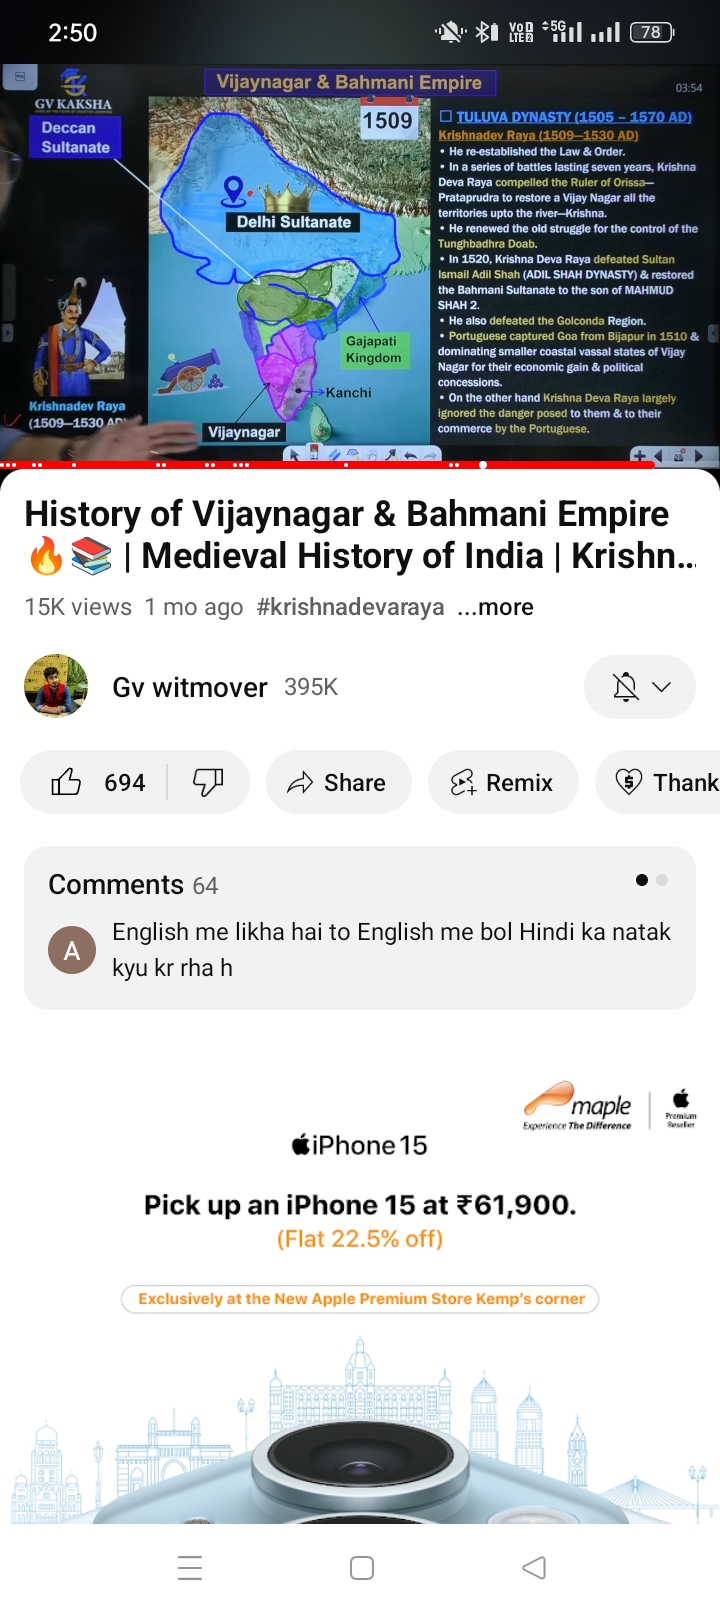 2:50
Vo LTE2 5G 78
Vijaynagar & Bahmani Empire
03:54
GV KAKSHA
Deccan
Sultanate
1509
Delhi Sultanate
Gajapati
Kingdom
Kanchi
Vijaynagar
Krishnadev Raya
(1509–1530 AD)
TULUVA DYNASTY (1505 – 1570 AD)
Krishnadev Raya (1509–1530 AD)
• He re-established the Law & Order.
• In a series of battles lasting seven years, Krishna
Deva Raya compelled the Ruler of Orissa—
Prataprudra to restore a Vijay Nagar all the
territories upto the river—Krishna.
• He renewed the old struggle for the control of the
Tunghbadhra Doab.
• In 1520, Krishna Deva Raya defeated Sultan
Ismail Adil Shah (ADIL SHAH DYNASTY) & restored
the Bahmani Sultanate to the son of MAHMUD
SHAH 2.
• He also defeated the Golconda Region.
• Portuguese captured Goa from Bijapur in 1510 &
dominating smaller coastal vassal states of Vijay
Nagar for their economic gain & political
concessions.
• On the other hand Krishna Deva Raya largely
ignored the danger posed to them & to their
commerce by the Portuguese.
History of Vijaynagar & Bahmani Empire
🔥📚 | Medieval History of India | Krishn...
15K views 1 mo ago #krishnadevaraya ...more
Gv witmover 395K
694 Share Remix Thank
Comments 64
A
English me likha hai to English me bol Hindi ka natak
kyu kr rha h
maple
Experience The Difference
Premium
Reseller
iPhone 15
Pick up an iPhone 15 at ₹61,900.
(Flat 22.5% off)
Exclusively at the New Apple Premium Store Kemp's corner